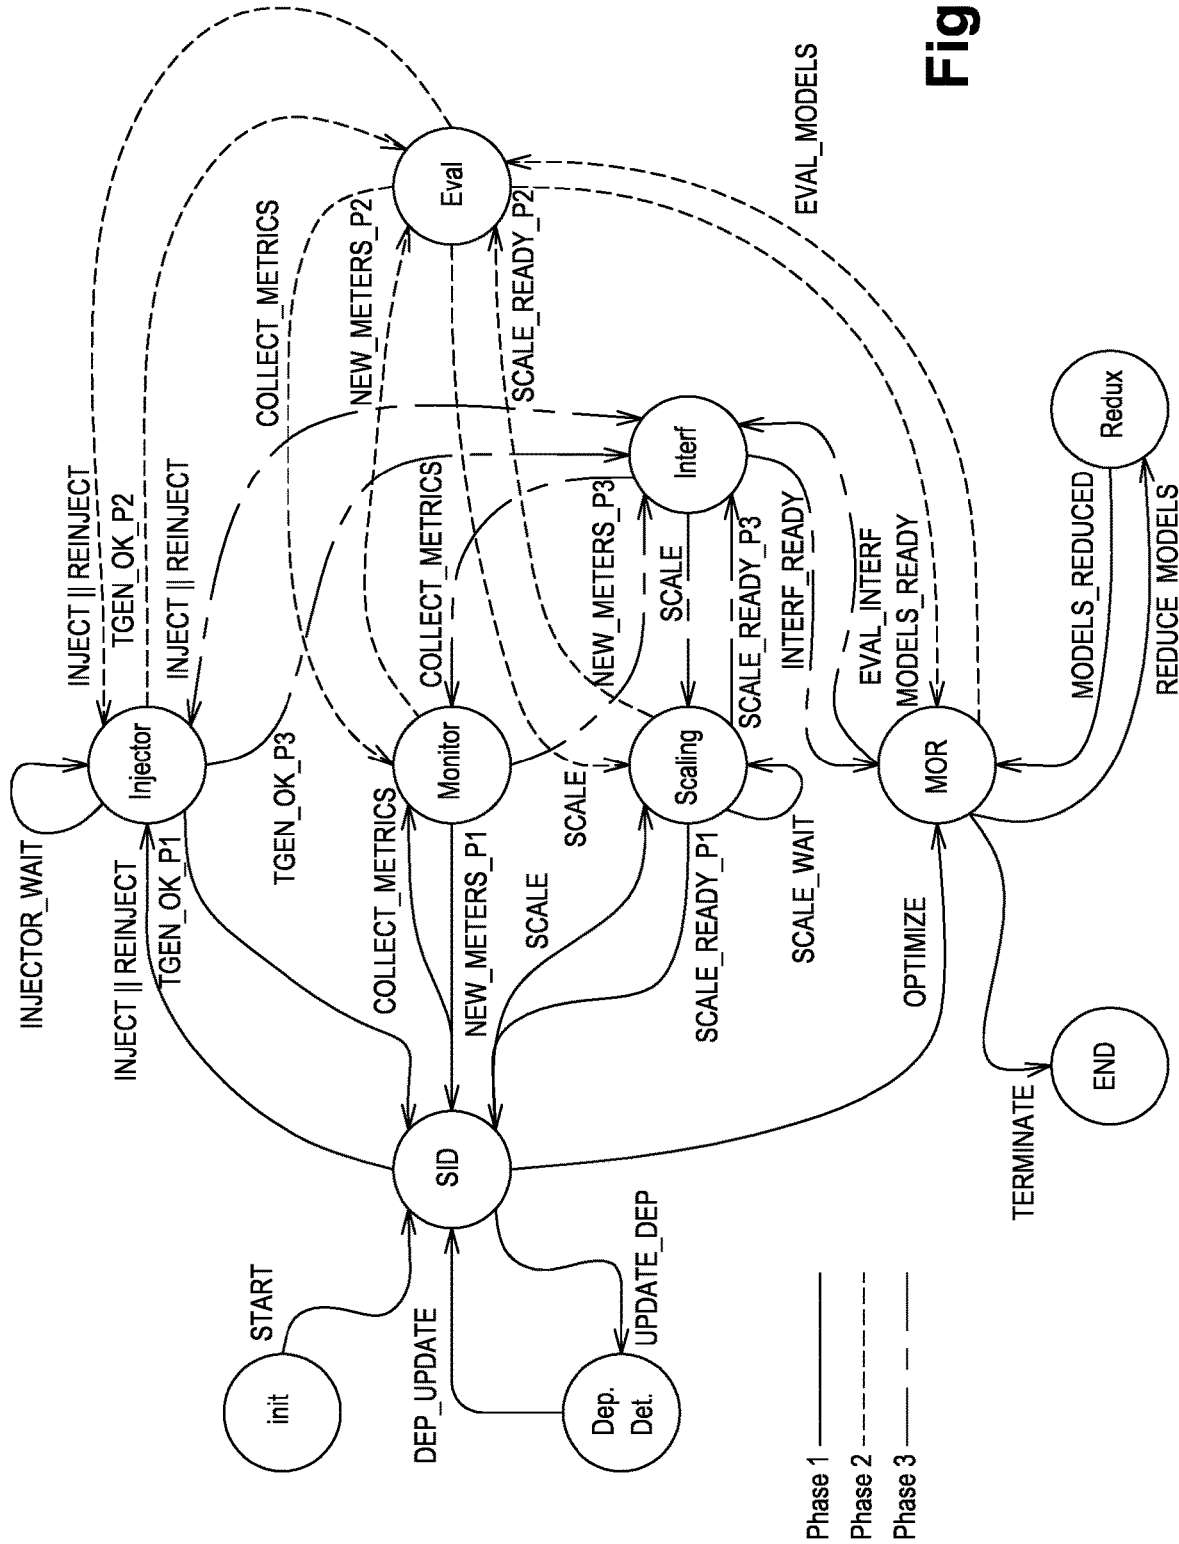 INJECTOR_WAIT
INJECT || REINJECT
TGEN_OK_P1
Injector
INJECT || REINJECT
TGEN_OK_P2
INJECT || REINJECT
TGEN_OK_P3
START
init
COLLECT_METRICS
NEW_METERS_P2
DEP_UPDATE
SID
COLLECT_METRICS
NEW_METERS_P1
Monitor
COLLECT_METRICS
Eval
SCALE
SCALE
SCALE_READY_P2
NEW_METERS_P3
Dep.
Det.
UPDATE_DEP
SCALE_READY_P1
Scaling
SCALE
Interf
SCALE_READY_P3
SCALE_WAIT
INTERF_READY
EVAL_MODELS
Phase 1
Phase 2
Phase 3
OPTIMIZE
MOR
EVAL_INTERF
MODELS_READY
Fig
TERMINATE
END
MODELS_REDUCED
Redux
REDUCE_MODELS